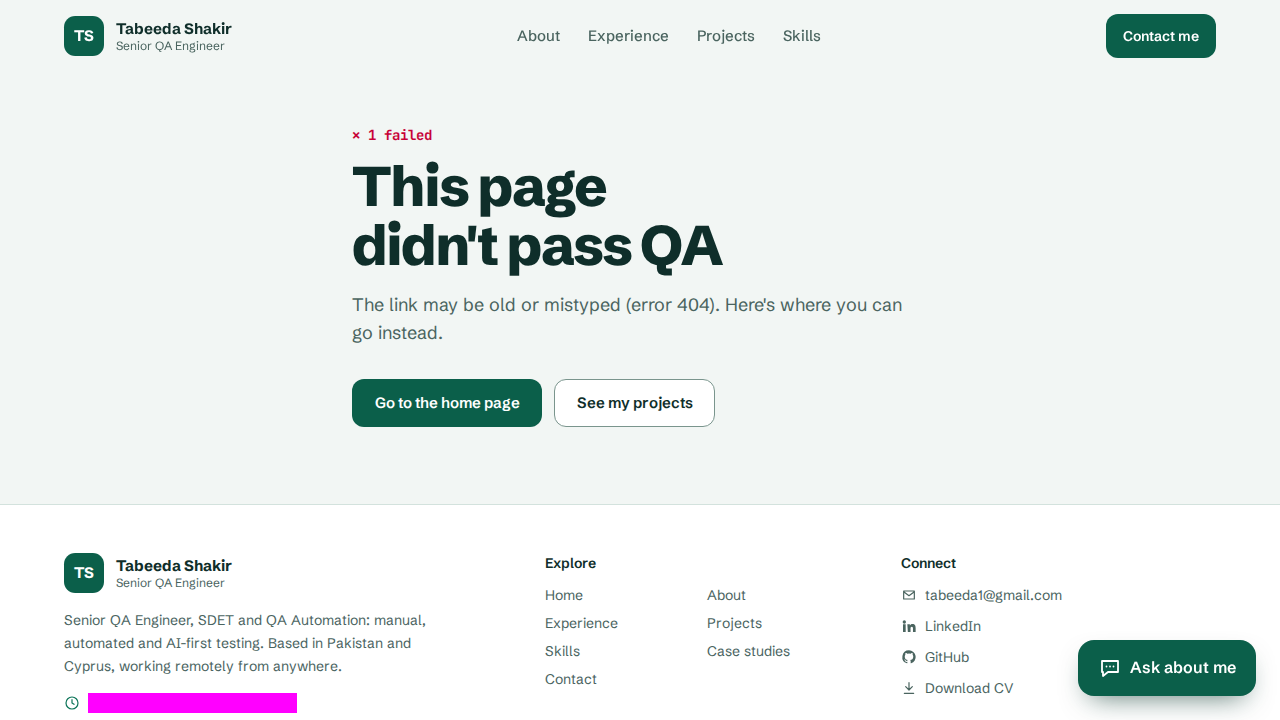 TS
Tabeeda Shakir
Senior QA Engineer
About
Experience
Projects
Skills
Contact me
× 1 failed
This page
didn't pass QA
The link may be old or mistyped (error 404). Here's where you can
go instead.
Go to the home page
See my projects
TS
Tabeeda Shakir
Senior QA Engineer
Senior QA Engineer, SDET and QA Automation: manual,
automated and AI-first testing. Based in Pakistan and
Cyprus, working remotely from anywhere.
Explore
Home
About
Experience
Projects
Skills
Case studies
Contact
Connect
tabeeda1@gmail.com
LinkedIn
GitHub
Download CV
Ask about me